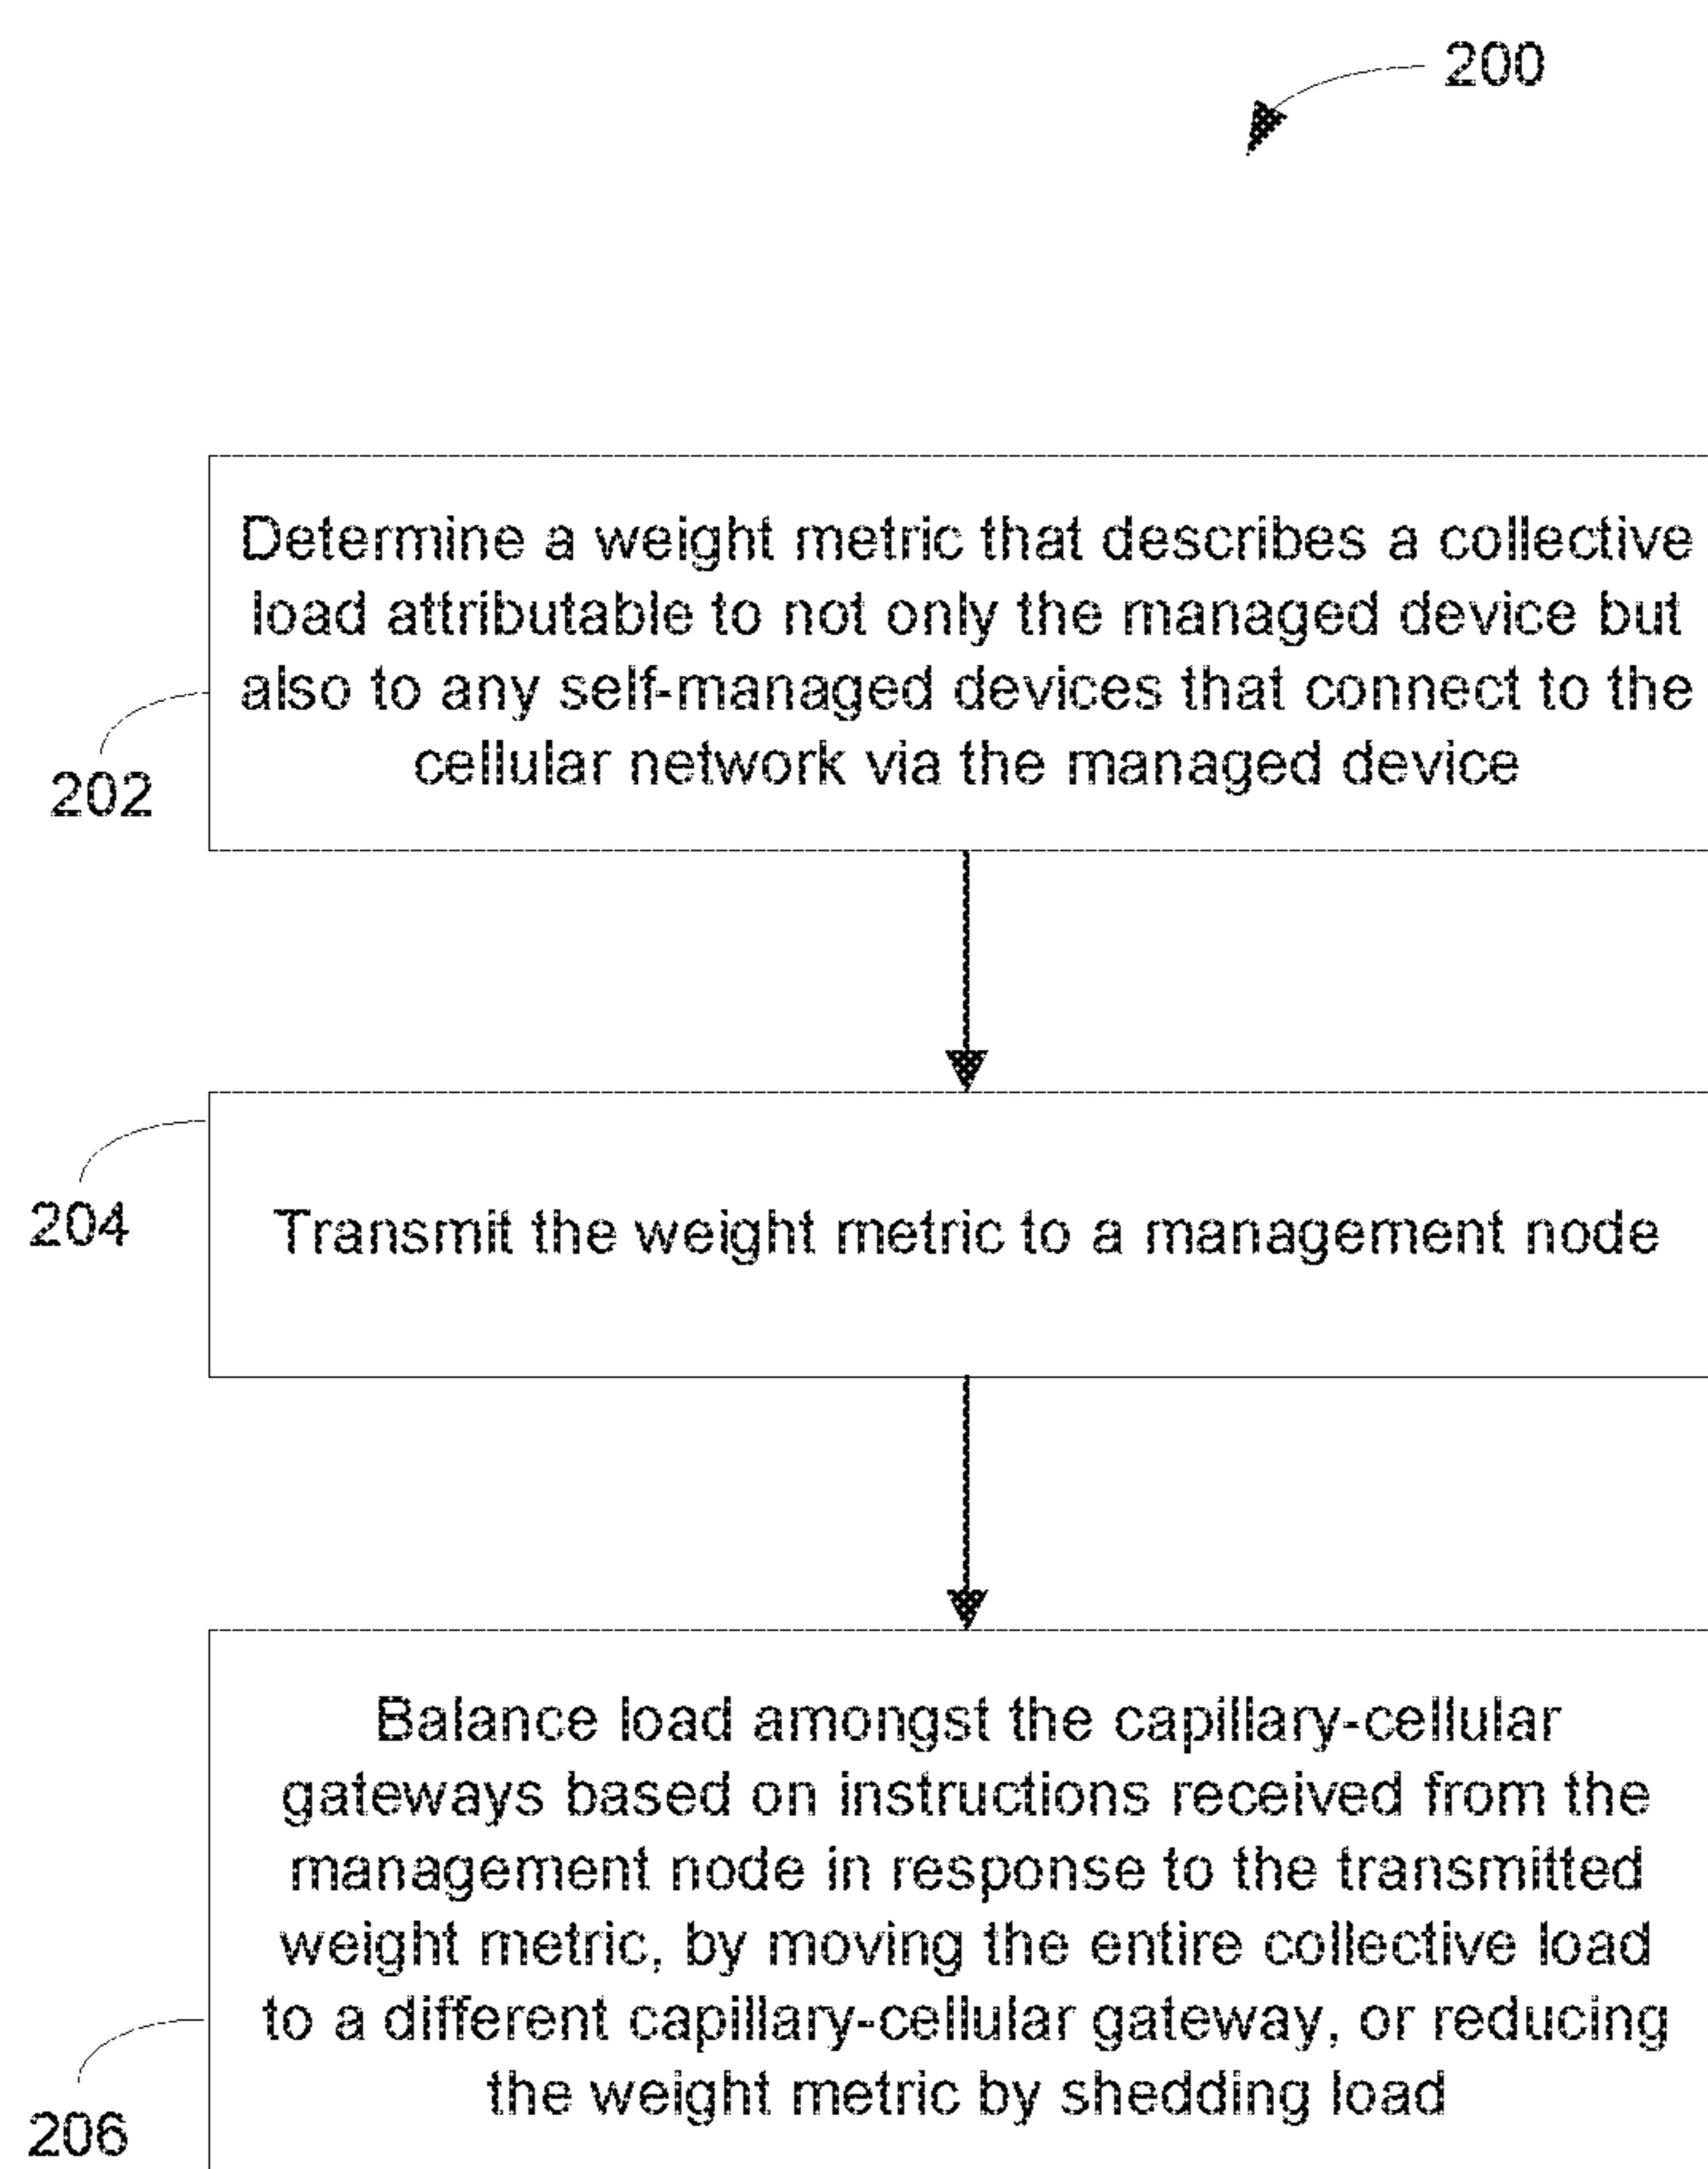 200
Determine a weight metric that describes a collective
load attributable to not only the managed device but
also to any self-managed devices that connect to the
cellular network via the managed device
202
204
Transmit the weight metric to a management node
Balance load amongst the capillary-cellular
gateways based on instructions received from the
management node in response to the transmitted
weight metric, by moving the entire collective load
to a different capillary-cellular gateway, or reducing
the weight metric by shedding load
206